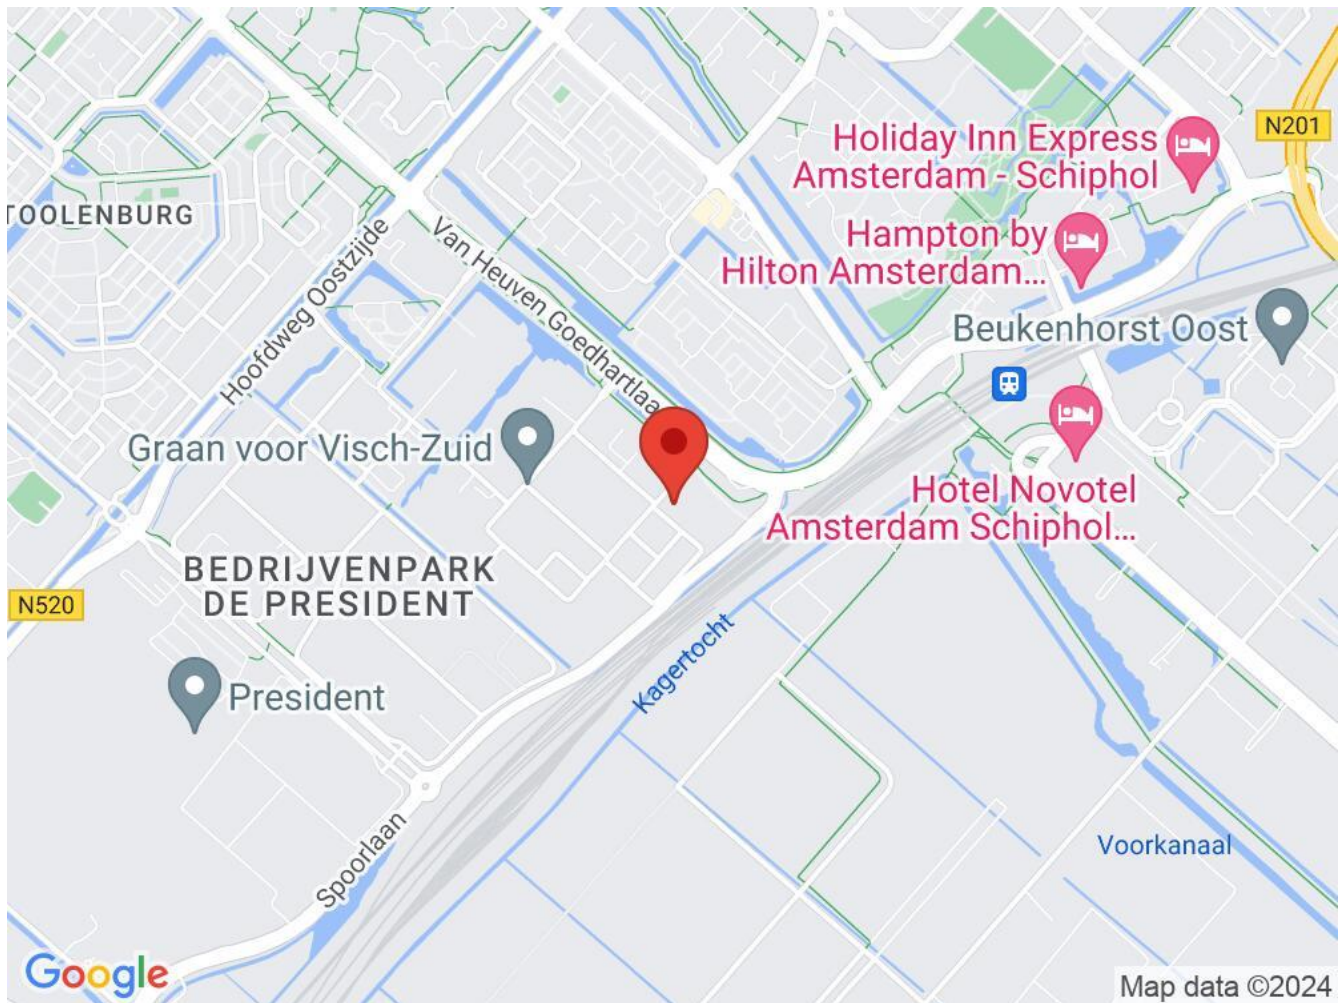 N201
Holiday Inn Express
Amsterdam - Schiphol
TOOLENBURG
Hoofdweg Oostzijde
Van Heuven Goedhartlaa
Hampton by
Hilton Amsterdam...
Beukenhorst Oost
Graan voor Visch-Zuid
Hotel Novotel
Amsterdam Schiphol...
BEDRIJVENPARK
DE PRESIDENT
N520
Kagertocht
President
Spoorlaan
Voorkanaal
Google
Map data ©2024